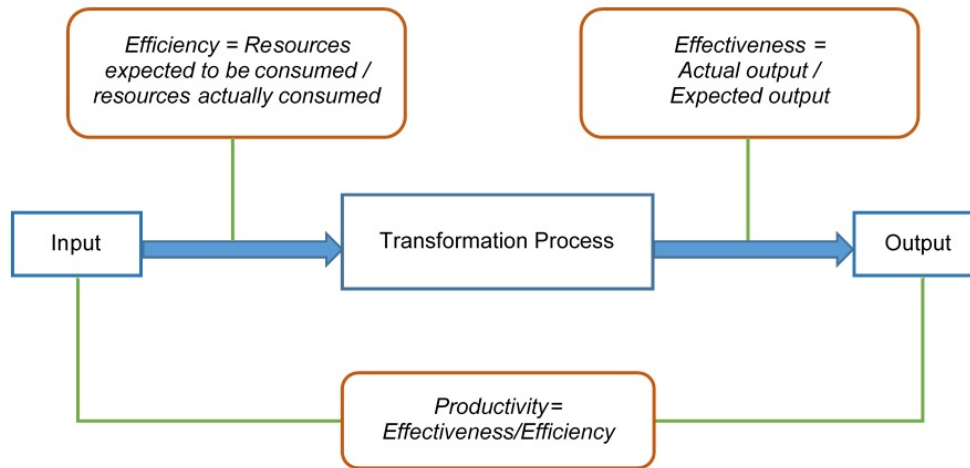 Efficiency = Resources
expected to be consumed /
resources actually consumed
Effectiveness =
Actual output /
Expected output
Input
Transformation Process
Output
Productivity=
Effectiveness/Efficiency